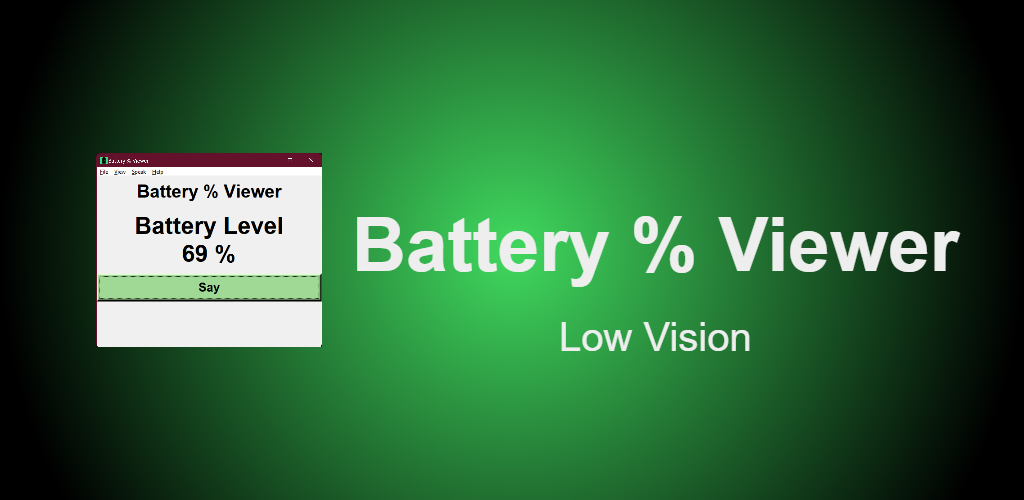 Battery % Viewer
File View Speak Help
Battery % Viewer
Battery Level
69 %
Say
Battery % Viewer
Low Vision